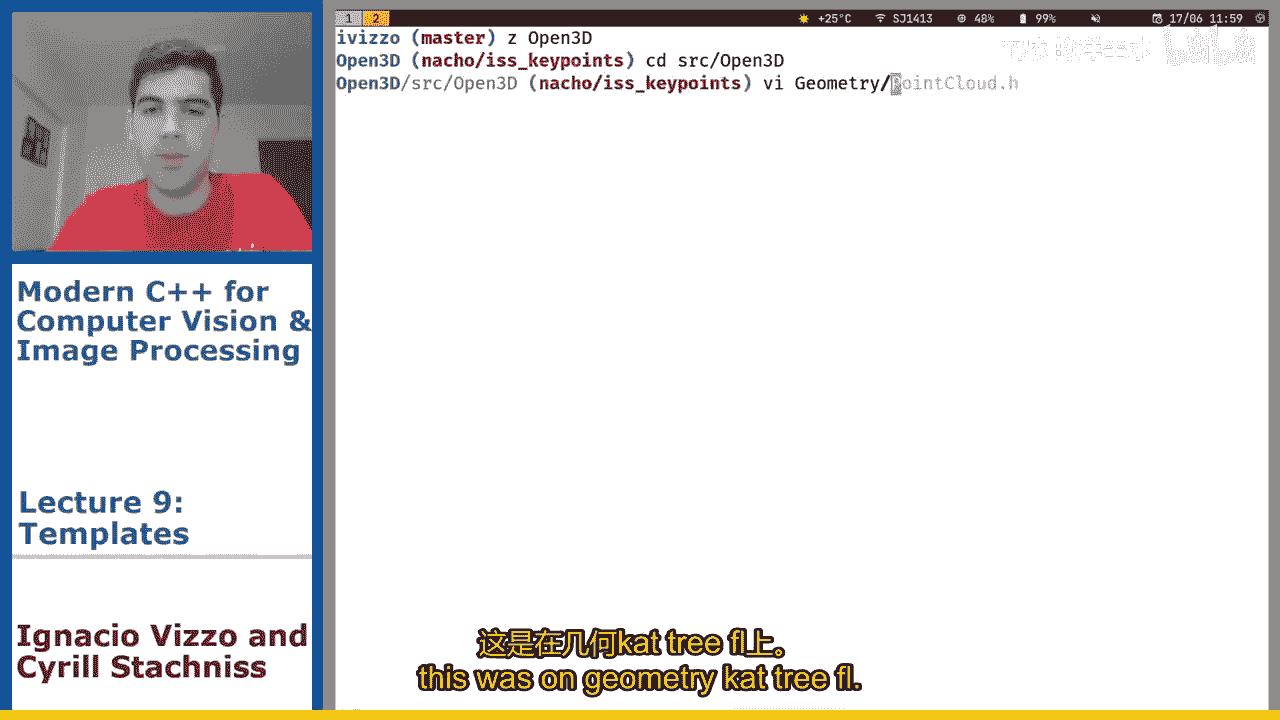 1 2 +25°C SJ1413 48% 99% 17/06 11:59
ivizzo (master) z Open3D
Open3D (nacho/iss_keypoints) cd src/Open3D
Open3D/src/Open3D (nacho/iss_keypoints) vi Geometry/PointCloud.h
Modern C++ for
Computer Vision &
Image Processing
Lecture 9:
Templates
Ignacio Vizzo and
Cyrill Stachniss
这是在几何kat tree fl上。
this was on geometry kat tree fl.